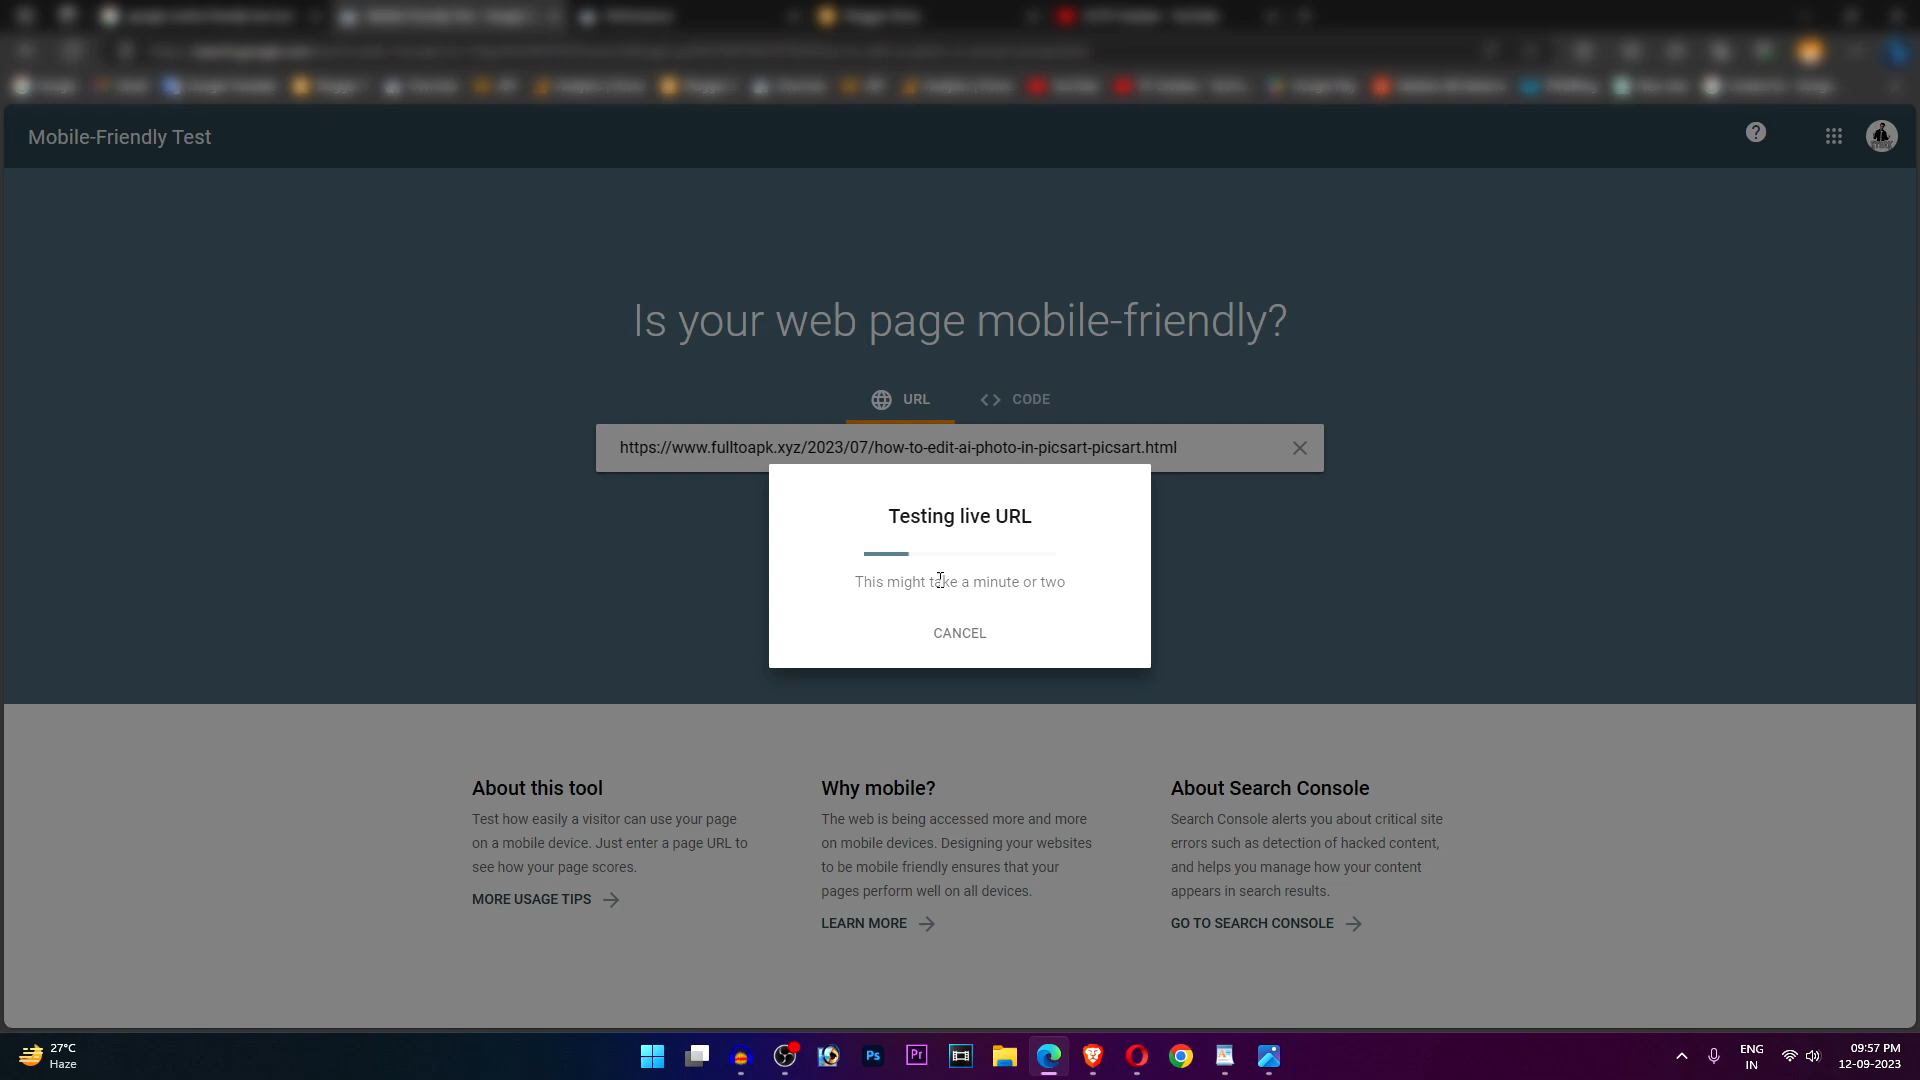 Mobile-Friendly Test
Is your web page mobile-friendly?
URL
CODE
https://www.fulltoapk.xyz/2023/07/how-to-edit-ai-photo-in-picsart-picsart.html
Testing live URL
This might take a minute or two
CANCEL
About this tool
Test how easily a visitor can use your page
on a mobile device. Just enter a page URL to
see how your page scores.
MORE USAGE TIPS
Why mobile?
The web is being accessed more and more
on mobile devices. Designing your websites
to be mobile friendly ensures that your
pages perform well on all devices.
LEARN MORE
About Search Console
Search Console alerts you about critical site
errors such as detection of hacked content,
and helps you manage how your content
appears in search results.
GO TO SEARCH CONSOLE
27°C
Haze
Ps
Pr
ENG
IN
09:57 PM
12-09-2023